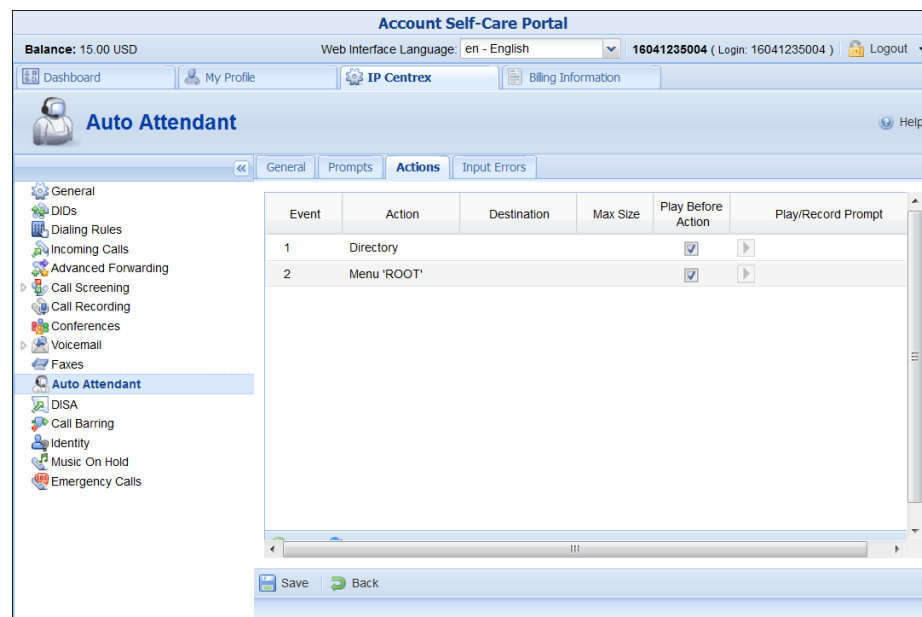 Account Self-Care Portal
Balance: 15.00 USD Web Interface Language: en - English 16041235004 ( Login: 16041235004 ) Logout
Dashboard My Profile IP Centrex Billing Information
Auto Attendant Help
General Prompts Actions Input Errors
General
DIDs
Dialing Rules
Incoming Calls
Advanced Forwarding
Call Screening
Call Recording
Conferences
Voicemail
Faxes
Auto Attendant
DISA
Call Barring
Identity
Music On Hold
Emergency Calls
Event Action Destination Max Size Play Before Action Play/Record Prompt
1 Directory
2 Menu 'ROOT'
Save Back